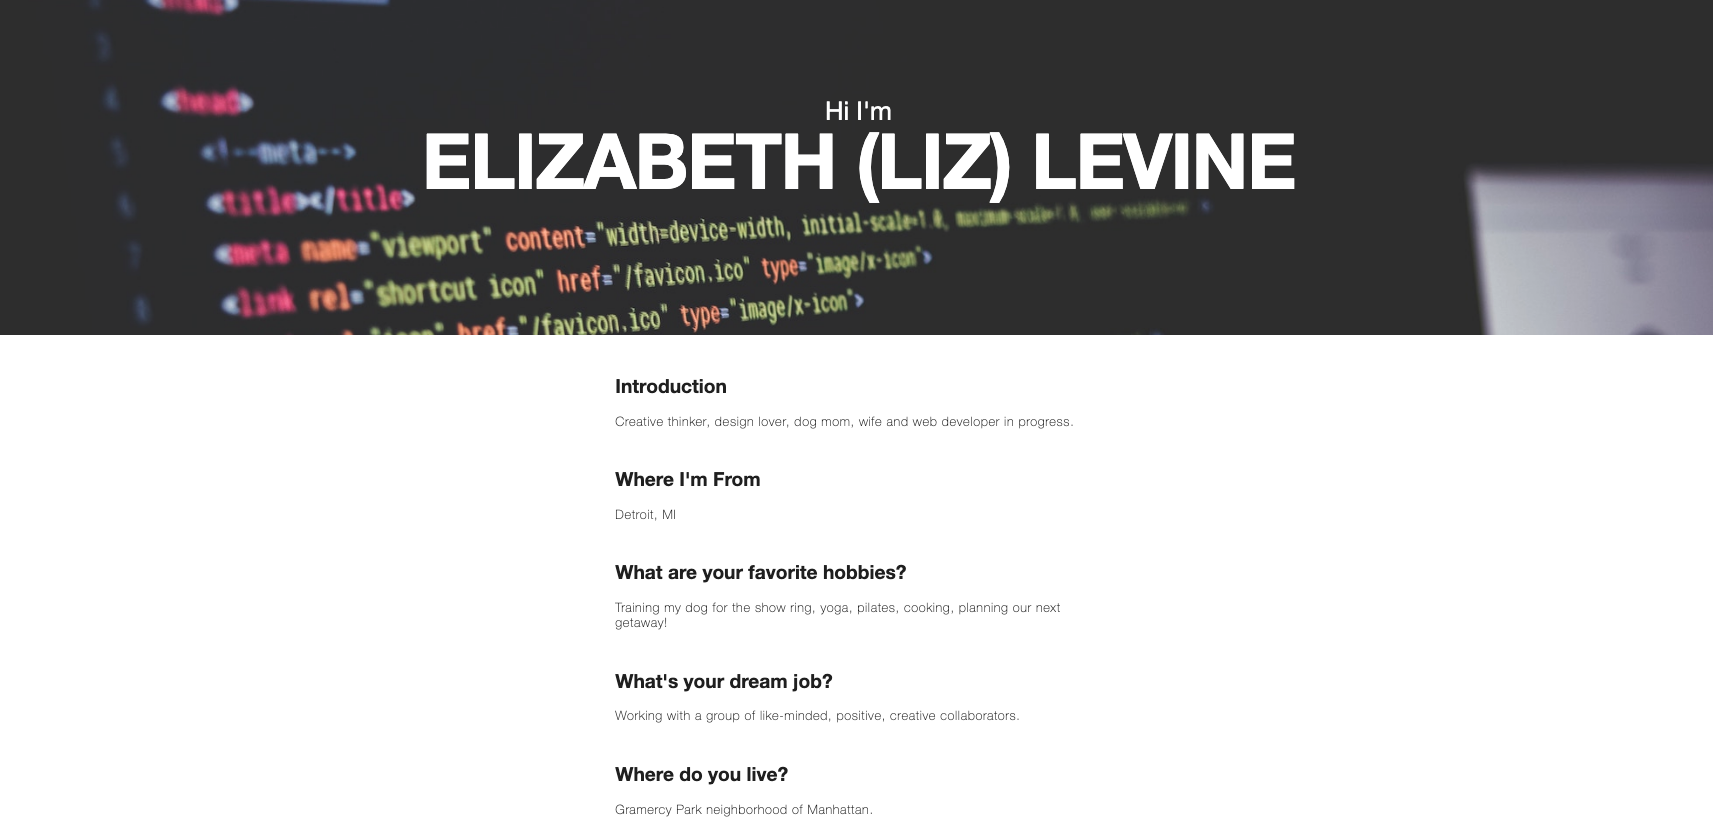 <head>
<!--meta-->
<title></title>
<meta name="viewport" content="width=device-width, initial-scale=1.0,
<link rel="shortcut icon" href="/favicon.ico" type="image/x-icon">
href="/favicon.ico" type="image/x-icon">
Hi I'm
ELIZABETH (LIZ) LEVINE
Introduction
Creative thinker, design lover, dog mom, wife and web developer in progress.
Where I'm From
Detroit, MI
What are your favorite hobbies?
Training my dog for the show ring, yoga, pilates, cooking, planning our next
getaway!
What's your dream job?
Working with a group of like-minded, positive, creative collaborators.
Where do you live?
Gramercy Park neighborhood of Manhattan.